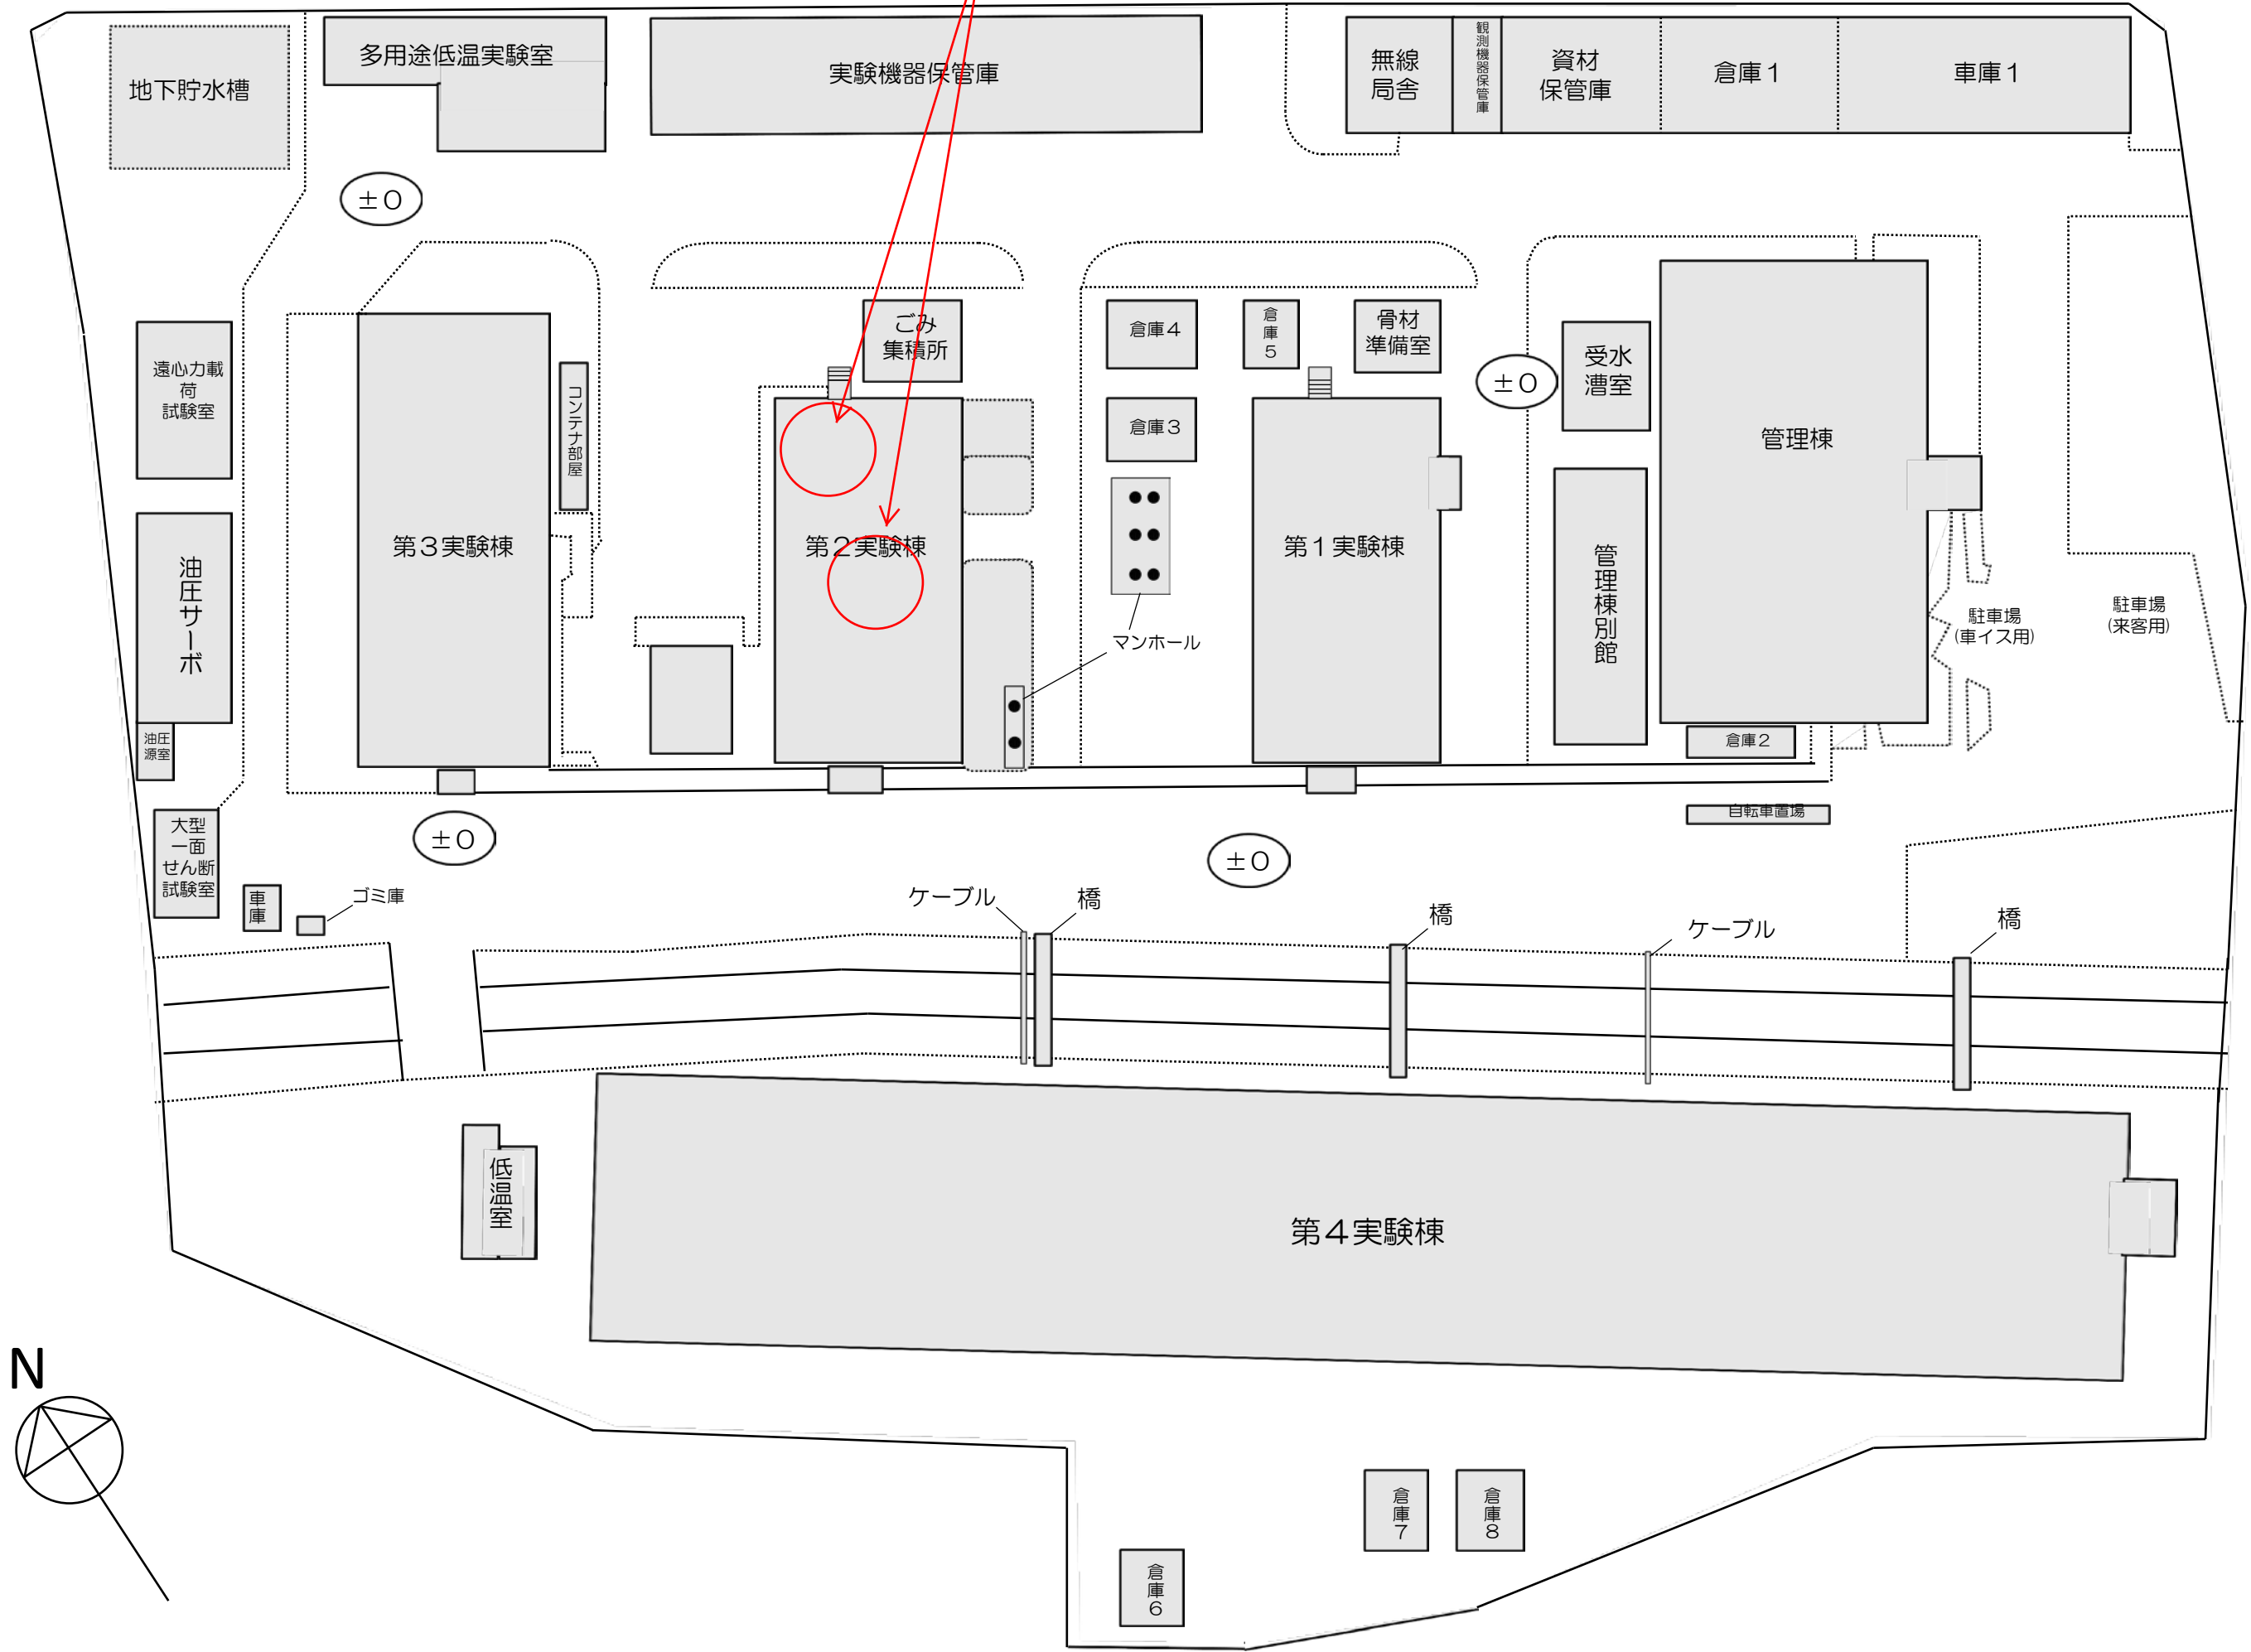 地下貯水槽
多用途低温実験室
実験機器保管庫
無線
局舎
観測機器保管庫
資材
保管庫
倉庫1
車庫1
±0
ごみ
集積所
倉庫4
倉庫5
骨材
準備室
±0
受水
漕室
遠心力載
荷
試験室
コンテナ部屋
倉庫3
管理棟
第3実験棟
第2実験棟
第1実験棟
油圧サーボ
管理棟別館
マンホール
駐車場
(車イス用)
駐車場
(来客用)
油圧
源室
倉庫2
自転車置場
大型
一面
せん断
試験室
±0
±0
車庫
ゴミ庫
ケーブル
橋
橋
ケーブル
橋
低温室
第4実験棟
N
倉庫7
倉庫8
倉庫6